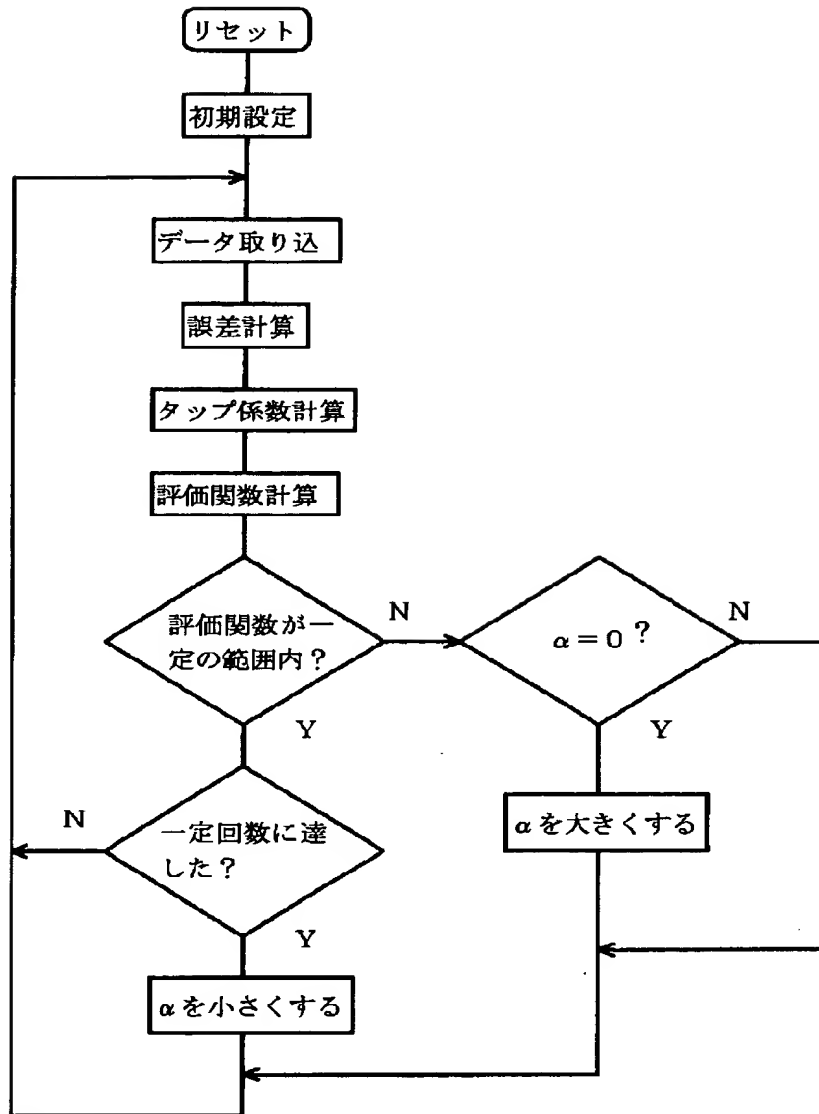 リセット
初期設定
データ取り込
誤差計算
タップ係数計算
評価関数計算
評価関数が一
定の範囲内？
N
Y
α＝0？
N
Y
αを大きくする
一定回数に達
した？
N
Y
αを小さくする